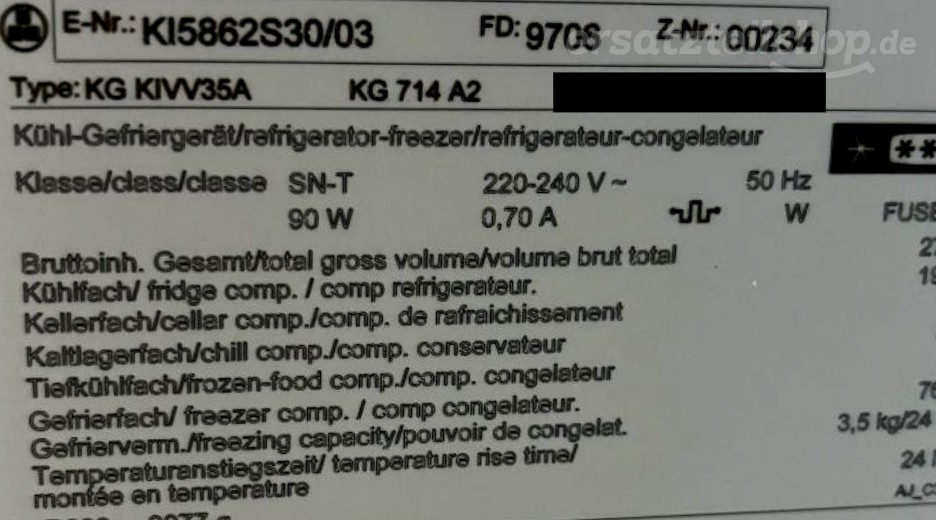 E-Nr.: KI5862S30/03 FD: 9706 Z-Nr.: 00234
ersatzteilshop.de
Type: KG KIVV35A KG 714 A2
Kühl-Gefriergerät/refrigerator-freezer/refrigerateur-congelateur
Klasse/class/classe SN-T 220-240 V ~ 50 Hz
90 W 0,70 A W FUSE
Bruttoinh. Gesamt/total gross volume/volume brut total
Kühlfach/ fridge comp. / comp refrigerateur.
Kellerfach/cellar comp./comp. de rafraichissement
Kaltlagerfach/chill comp./comp. conservateur
Tiefkühlfach/frozen-food comp./comp. congelateur
Gefrierfach/ freezer comp. / comp congelateur.
Gefrierverm./freezing capacity/pouvoir de congelat. 3,5 kg/24
Temperaturanstiegszeit/ temperature rise time/ 24
montée en temperature